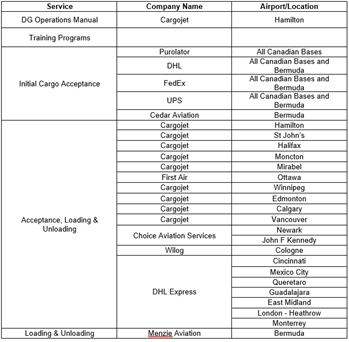 Service Company Name Airport/Location
DG Operations Manual Cargojet Hamilton
Training Programs
Initial Cargo Acceptance
Purolator All Canadian Bases
DHL All Canadian Bases and
Bermuda
FedEx All Canadian Bases and
Bermuda
UPS All Canadian Bases and
Bermuda
Cedar Aviation Bermuda
Acceptance, Loading &
Unloading
Cargojet Hamilton
Cargojet St John's
Cargojet Halifax
Cargojet Moncton
Cargojet Mirabel
First Air Ottawa
Cargojet Winnipeg
Cargojet Edmonton
Cargojet Calgary
Cargojet Vancouver
Choice Aviation Services Newark
John F Kennedy
Wilog Cologne
DHL Express
Cincinnati
Mexico City
Queretaro
Guadalajara
East Midland
London - Heathrow
Monterrey
Loading & Unloading Menzie Aviation Bermuda